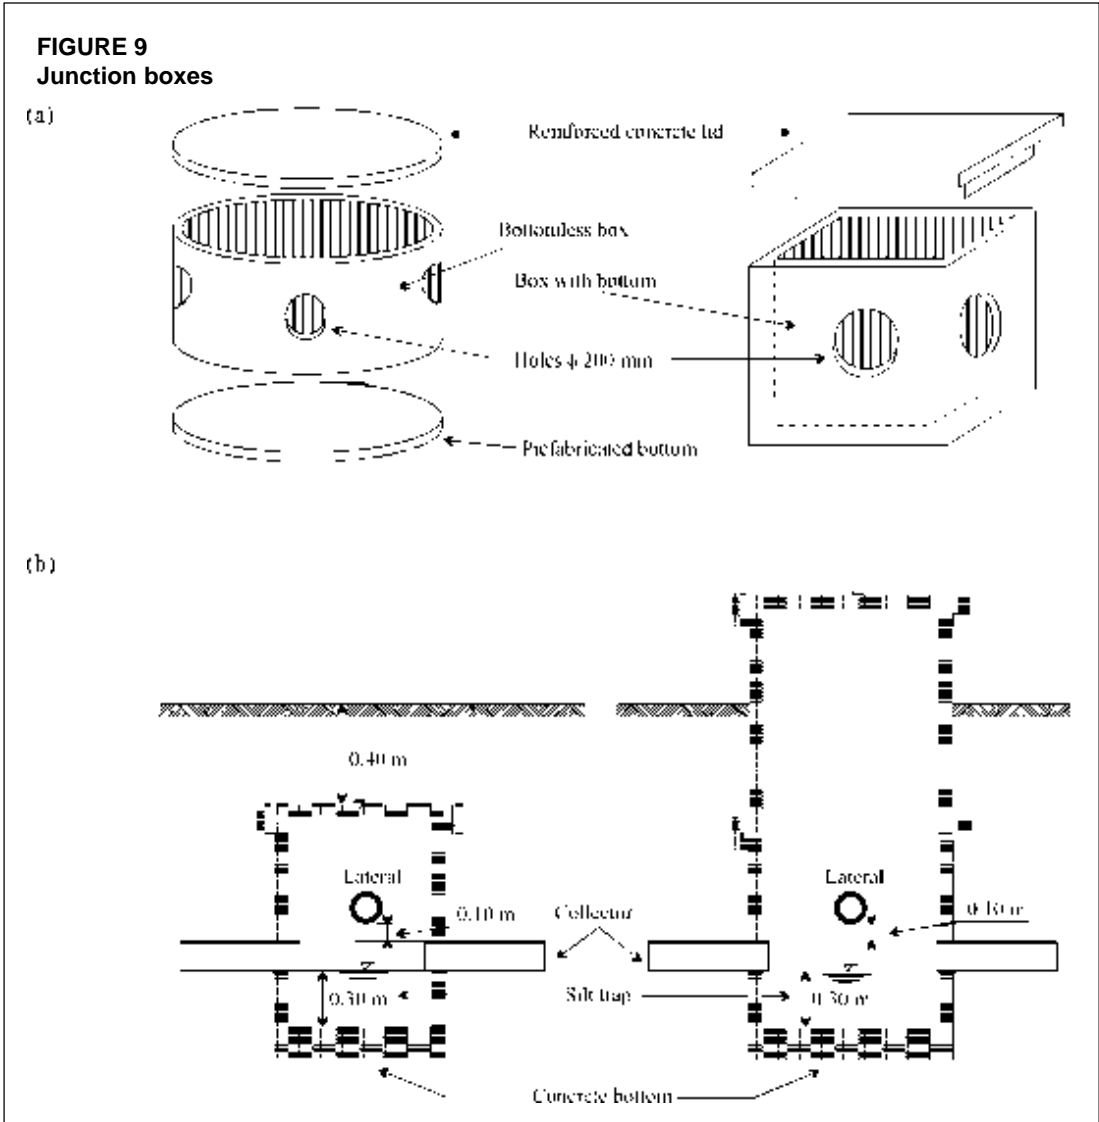 FIGURE 9
Junction boxes
(a)
Reinforced concrete lid
Bottomless box
Box with bottom
Holes ϕ 200 mm
Prefabricated bottom
(b)
0.40 m
Lateral
Lateral
0.10 m
Collector
0.10 m
0.30 m
Silt trap
0.30 m
Concrete bottom